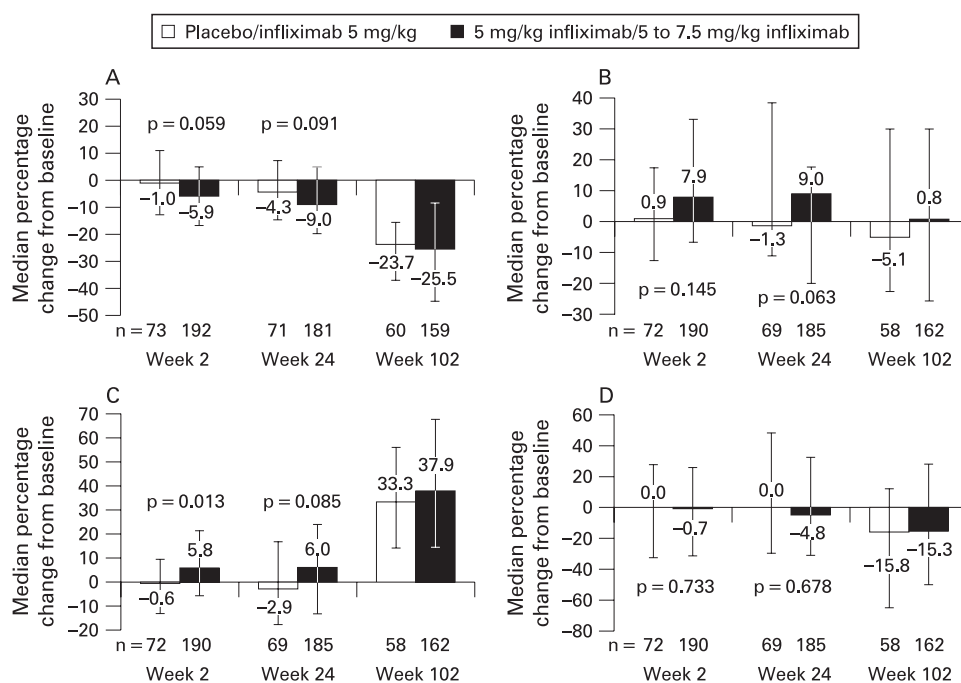 Placebo/infliximab 5 mg/kg 5 mg/kg infliximab/5 to 7.5 mg/kg infliximab
A
Median percentage
change from baseline
30
20
10
0
−10
−20
−30
−40
−50
p = 0.059 p = 0.091
−1.0 −5.9 −4.3 −9.0 −23.7 −25.5
n = 73 192 71 181 60 159
Week 2 Week 24 Week 102
B
Median percentage
change from baseline
40
30
20
10
0
−10
−20
−30
0.9 7.9 −1.3 9.0 −5.1 0.8
p = 0.145 p = 0.063
n = 72 190 69 185 58 162
Week 2 Week 24 Week 102
C
Median percentage
change from baseline
70
60
50
40
30
20
10
0
−10
−20
p = 0.013 p = 0.085
−0.6 5.8 −2.9 6.0 33.3 37.9
n = 72 190 69 185 58 162
Week 2 Week 24 Week 102
D
Median percentage
change from baseline
60
40
20
0
−20
−40
−60
−80
0.0 −0.7 0.0 −4.8 −15.8 −15.3
p = 0.733 p = 0.678
n = 72 190 69 185 58 162
Week 2 Week 24 Week 102